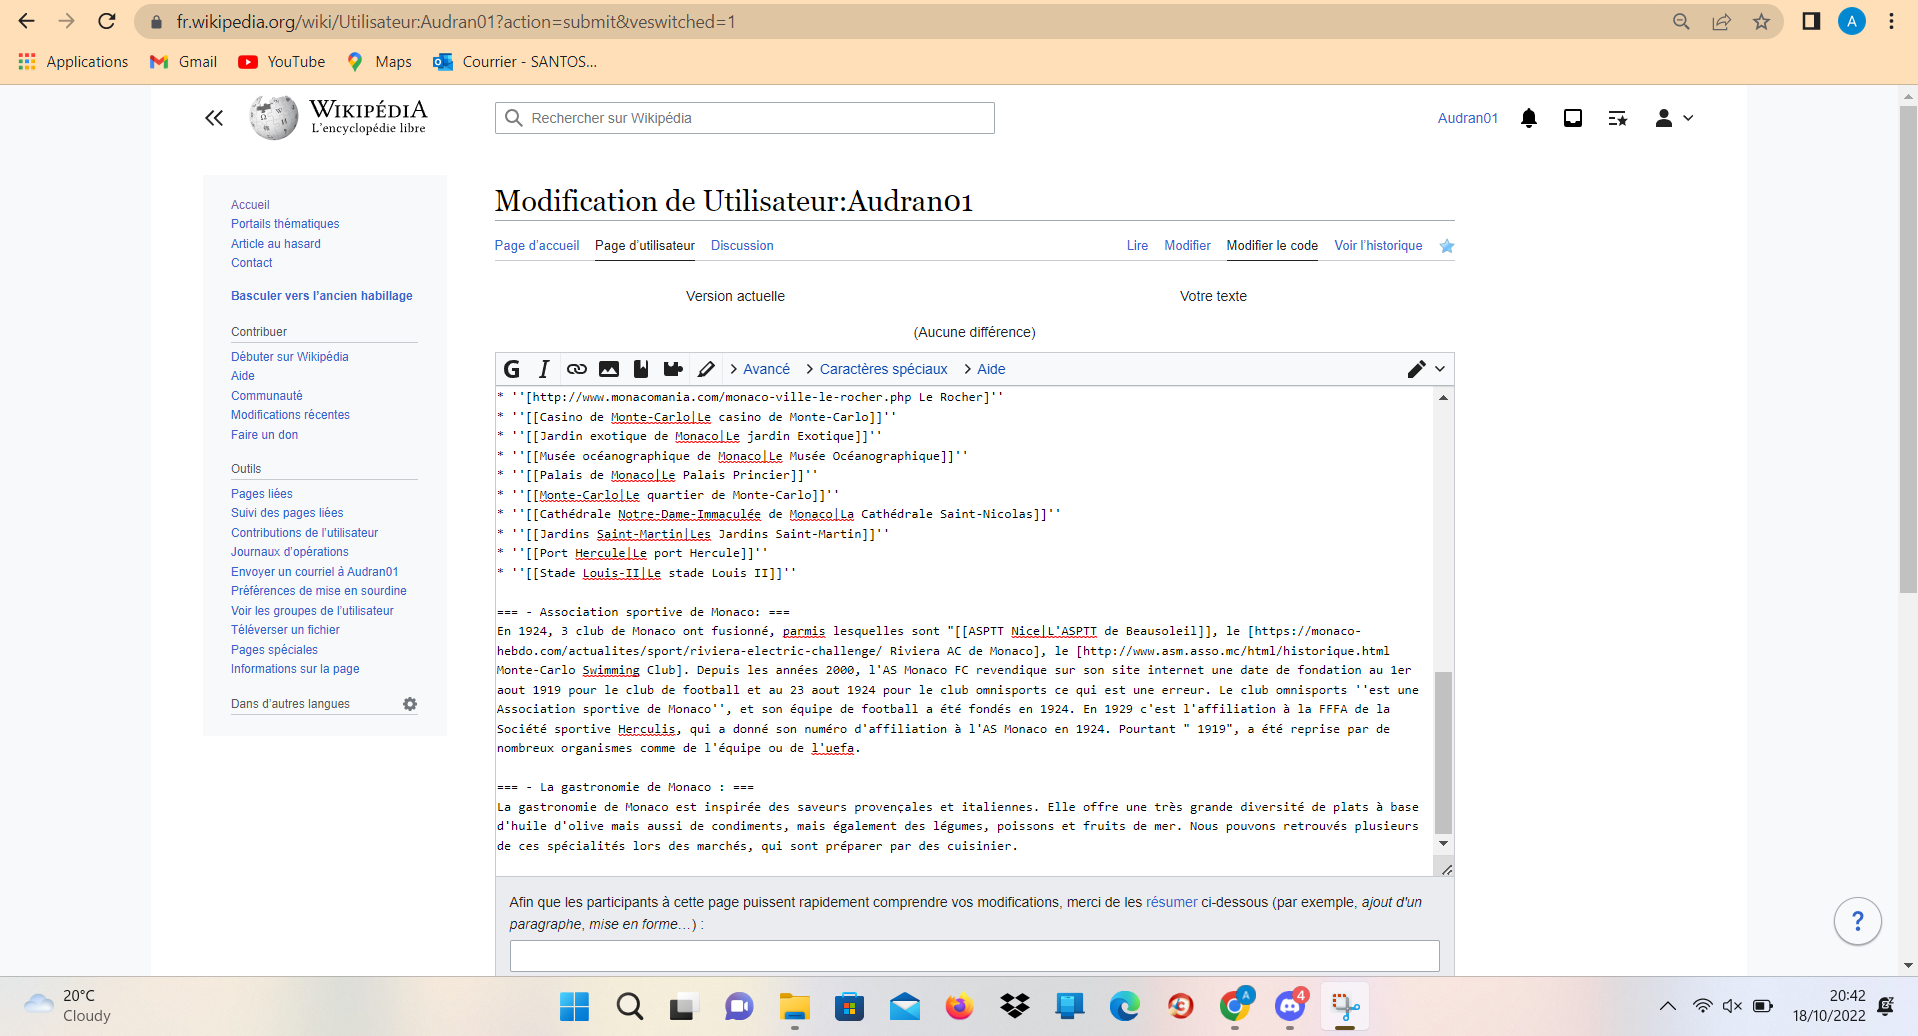 fr.wikipedia.org/wiki/Utilisateur:Audran01?action=submit&veswitched=1
A
Applications
Gmail
YouTube
Maps
Courrier - SANTOS...
WIKIPÉDIA
L'encyclopédie libre
Rechercher sur Wikipédia
Audran01
Accueil
Portails thématiques
Article au hasard
Contact
Basculer vers l'ancien habillage
Contribuer
Débuter sur Wikipédia
Aide
Communauté
Modifications récentes
Faire un don
Outils
Pages liées
Suivi des pages liées
Contributions de l'utilisateur
Journaux d'opérations
Envoyer un courriel à Audran01
Préférences de mise en sourdine
Voir les groupes de l'utilisateur
Téléverser un fichier
Pages spéciales
Informations sur la page
Dans d'autres langues
Modification de Utilisateur:Audran01
Page d'accueil Page d'utilisateur Discussion
Lire Modifier Modifier le code Voir l'historique
Version actuelle
Votre texte
(Aucune différence)
G I Avancé Caractères spéciaux Aide
* ''[http://www.monacomania.com/monaco-ville-le-rocher.php Le Rocher]''
* ''[[Casino de Monte-Carlo|Le casino de Monte-Carlo]]''
* ''[[Jardin exotique de Monaco|Le jardin Exotique]]''
* ''[[Musée océanographique de Monaco|Le Musée Océanographique]]''
* ''[[Palais de Monaco|Le Palais Princier]]''
* ''[[Monte-Carlo|Le quartier de Monte-Carlo]]''
* ''[[Cathédrale Notre-Dame-Immaculée de Monaco|La Cathédrale Saint-Nicolas]]''
* ''[[Jardins Saint-Martin|Les Jardins Saint-Martin]]''
* ''[[Port Hercule|Le port Hercule]]''
* ''[[Stade Louis-II|Le stade Louis II]]''
=== - Association sportive de Monaco: ===
En 1924, 3 club de Monaco ont fusionné, parmis lesquelles sont "[[ASPTT Nice|L'ASPTT de Beausoleil]], le [https://monaco-
hebdo.com/actualites/sport/riviera-electric-challenge/ Riviera AC de Monaco], le [http://www.asm.asso.mc/html/historique.html
Monte-Carlo Swimming Club]. Depuis les années 2000, l'AS Monaco FC revendique sur son site internet une date de fondation au 1er
aout 1919 pour le club de football et au 23 aout 1924 pour le club omnisports ce qui est une erreur. Le club omnisports ''est une
Association sportive de Monaco'', et son équipe de football a été fondés en 1924. En 1929 c'est l'affiliation à la FFFA de la
Société sportive Herculis, qui a donné son numéro d'affiliation à l'AS Monaco en 1924. Pourtant " 1919", a été reprise par de
nombreux organismes comme de l'équipe ou de l'uefa.
=== - La gastronomie de Monaco : ===
La gastronomie de Monaco est inspirée des saveurs provençales et italiennes. Elle offre une très grande diversité de plats à base
d'huile d'olive mais aussi de condiments, mais également des légumes, poissons et fruits de mer. Nous pouvons retrouvés plusieurs
de ces spécialités lors des marchés, qui sont préparer par des cuisinier.
Afin que les participants à cette page puissent rapidement comprendre vos modifications, merci de les résumer ci-dessous (par exemple, ajout d'un
paragraphe, mise en forme…) :
?
20°C
Cloudy
A
4
20:42
18/10/2022